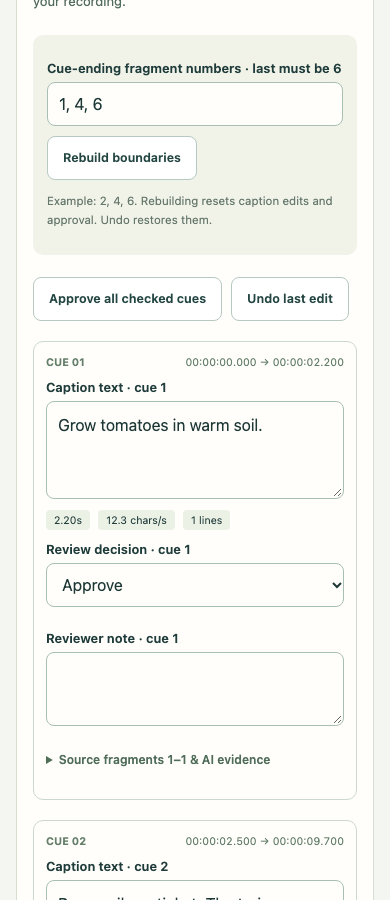 your recording.
Cue-ending fragment numbers · last must be 6
1, 4, 6
Rebuild boundaries
Example: 2, 4, 6. Rebuilding resets caption edits and
approval. Undo restores them.
Approve all checked cues
Undo last edit
CUE 01
00:00:00.000 → 00:00:02.200
Caption text · cue 1
Grow tomatoes in warm soil.
2.20s
12.3 chars/s
1 lines
Review decision · cue 1
Approve
Reviewer note · cue 1
Source fragments 1–1 & AI evidence
CUE 02
00:00:02.500 → 00:00:09.700
Caption text · cue 2